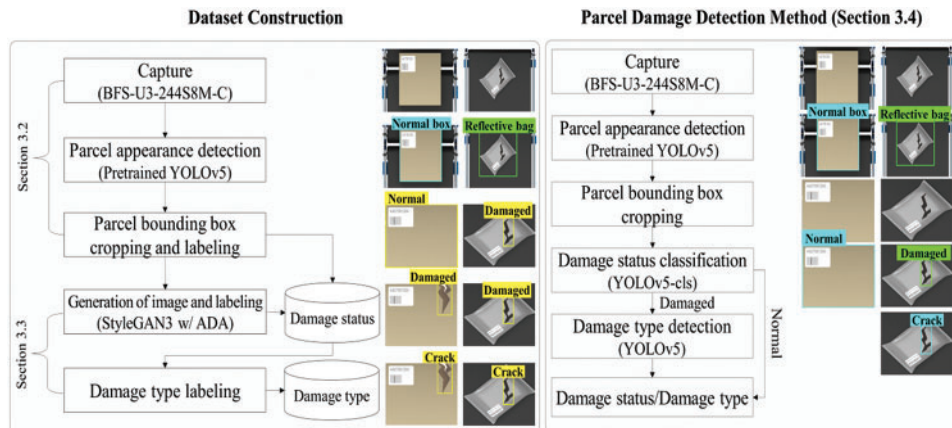 Dataset Construction
Capture
(BFS-U3-244S8M-C)
Parcel appearance detection
(Pretrained YOLOv5)
Parcel bounding box
cropping and labeling
Generation of image and labeling
(StyleGAN3 w/ ADA)
Damage status
Damage type labeling
Damage type
Section 3.2
Section 3.3
Normal box
Reflective bag
Normal
Damaged
Damaged
Damaged
Crack
Crack
Parcel Damage Detection Method (Section 3.4)
Capture
(BFS-U3-244S8M-C)
Parcel appearance detection
(Pretrained YOLOv5)
Parcel bounding box
cropping
Damage status classification
(YOLOv5-cls)
Damaged
Damage type detection
(YOLOv5)
Normal
Damage status/Damage type
Normal box
Reflective bag
Normal
Damaged
Crack